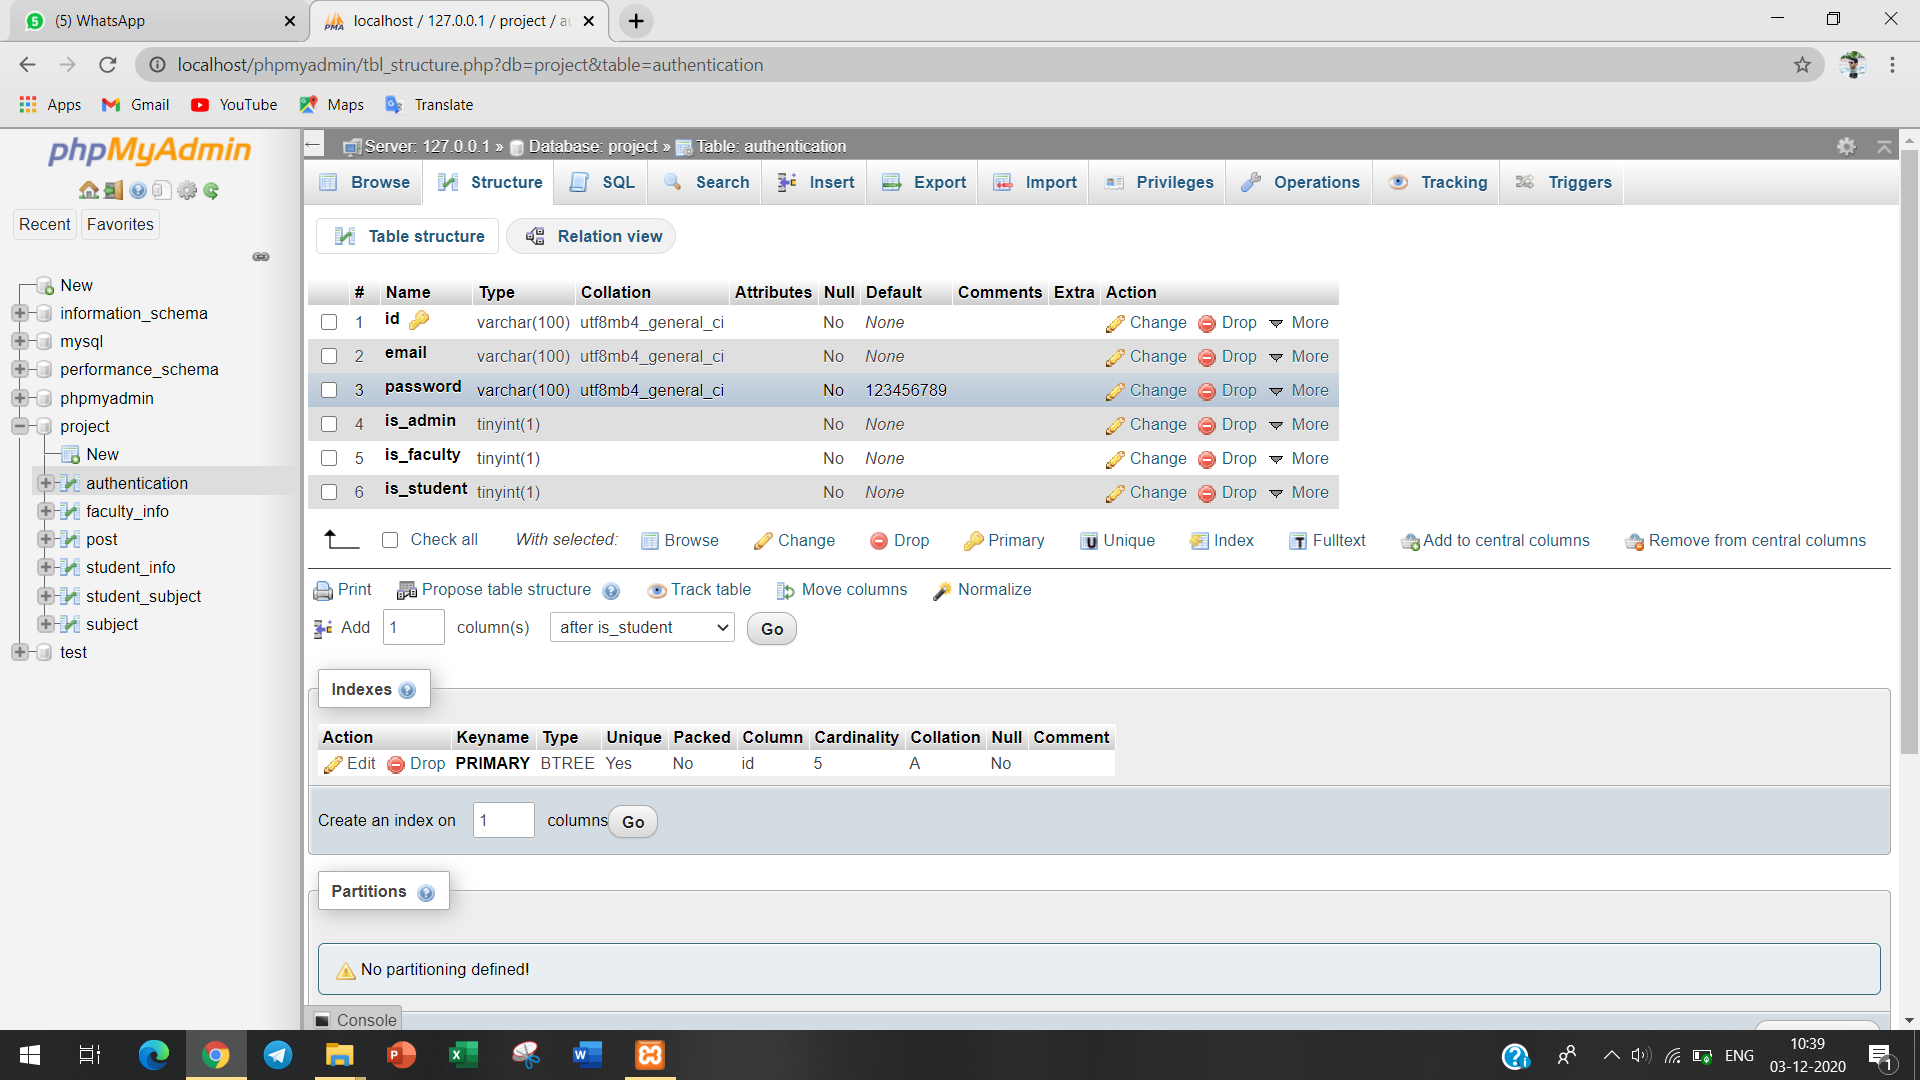 (5) WhatsApp
localhost / 127.0.0.1 / project / au
localhost/phpmyadmin/tbl_structure.php?db=project&table=authentication
Apps Gmail YouTube Maps Translate
phpMyAdmin
Recent Favorites
New
information_schema
mysql
performance_schema
phpmyadmin
project
New
authentication
faculty_info
post
student_info
student_subject
subject
test
Server: 127.0.0.1 » Database: project » Table: authentication
Browse Structure SQL Search Insert Export Import Privileges Operations Tracking Triggers
Table structure Relation view
# Name Type Collation Attributes Null Default Comments Extra Action
1 id varchar(100) utf8mb4_general_ci No None Change Drop More
2 email varchar(100) utf8mb4_general_ci No None Change Drop More
3 password varchar(100) utf8mb4_general_ci No 123456789 Change Drop More
4 is_admin tinyint(1) No None Change Drop More
5 is_faculty tinyint(1) No None Change Drop More
6 is_student tinyint(1) No None Change Drop More
Check all With selected: Browse Change Drop Primary Unique Index Fulltext Add to central columns Remove from central columns
Print Propose table structure Track table Move columns Normalize
Add 1 column(s) after is_student Go
Indexes
Action Keyname Type Unique Packed Column Cardinality Collation Null Comment
Edit Drop PRIMARY BTREE Yes No id 5 A No
Create an index on 1 columns Go
Partitions
No partitioning defined!
Console
ENG
10:39
03-12-2020
1